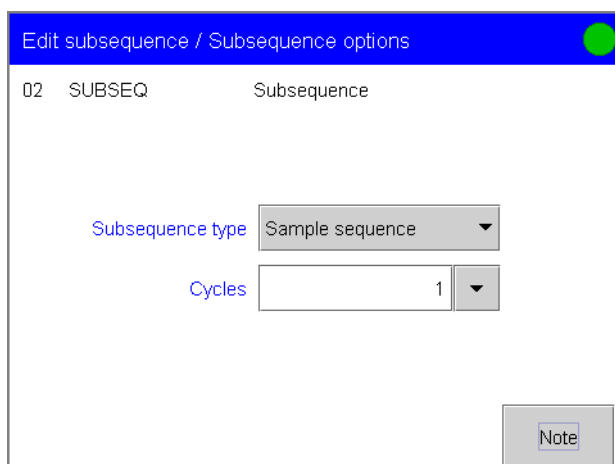 Edit subsequence / Subsequence options
02 SUBSEQ Subsequence
Subsequence type Sample sequence
Cycles 1
Note